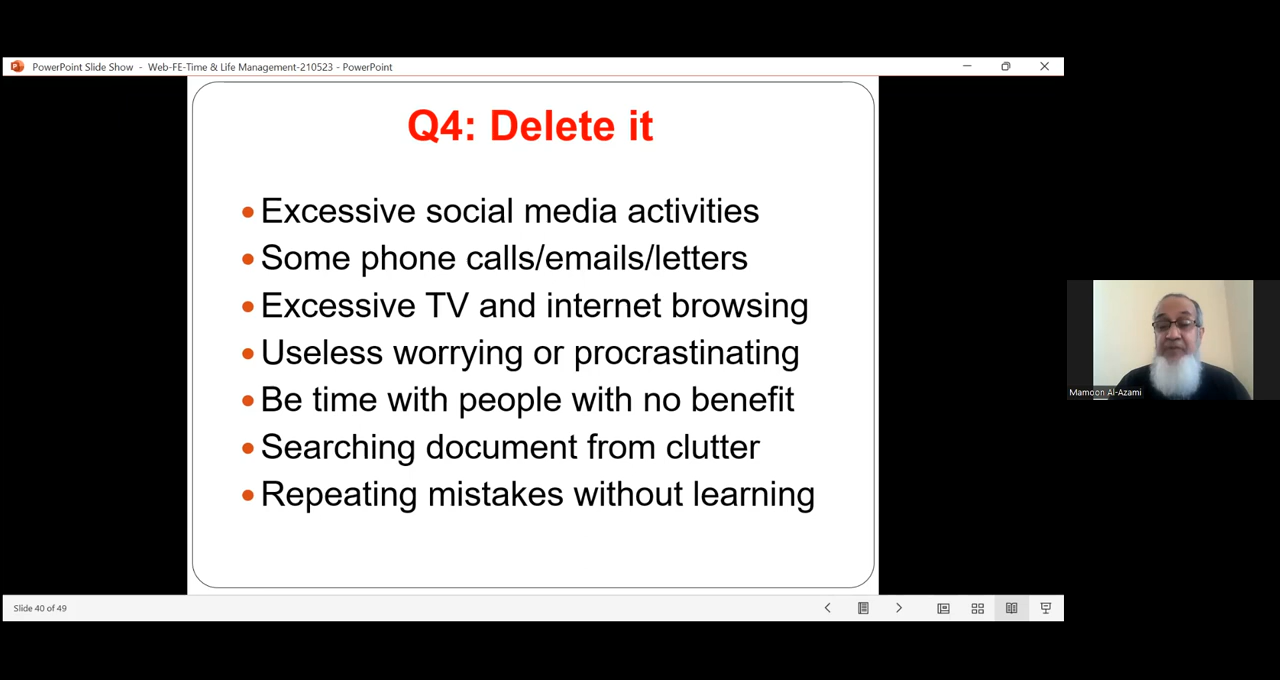 PowerPoint Slide Show - Web-FE-Time & Life Management-210523 - PowerPoint
Q4: Delete it
• Excessive social media activities
• Some phone calls/emails/letters
• Excessive TV and internet browsing
• Useless worrying or procrastinating
• Be time with people with no benefit
• Searching document from clutter
• Repeating mistakes without learning
Mamoon Al-Azami
Slide 40 of 49